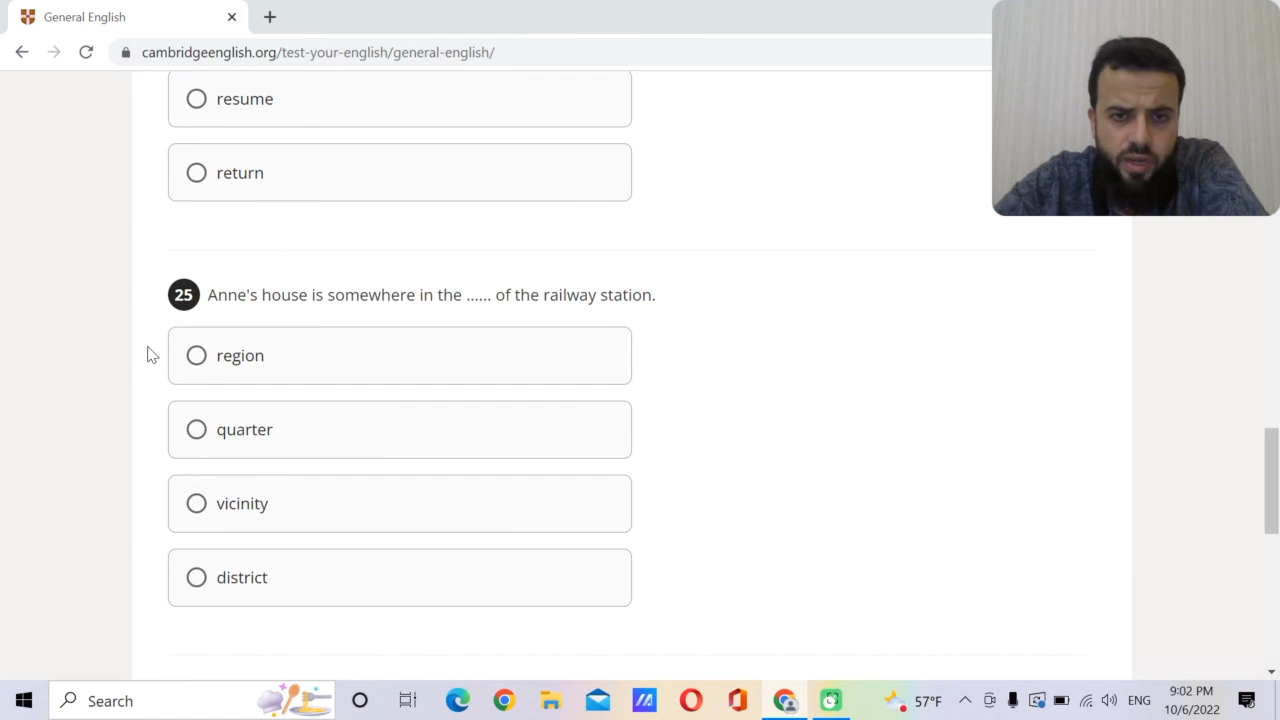 General English
cambridgeenglish.org/test-your-english/general-english/
resume
return
25 Anne's house is somewhere in the ...... of the railway station.
region
quarter
vicinity
district
Search
57°F
ENG
9:02 PM
10/6/2022